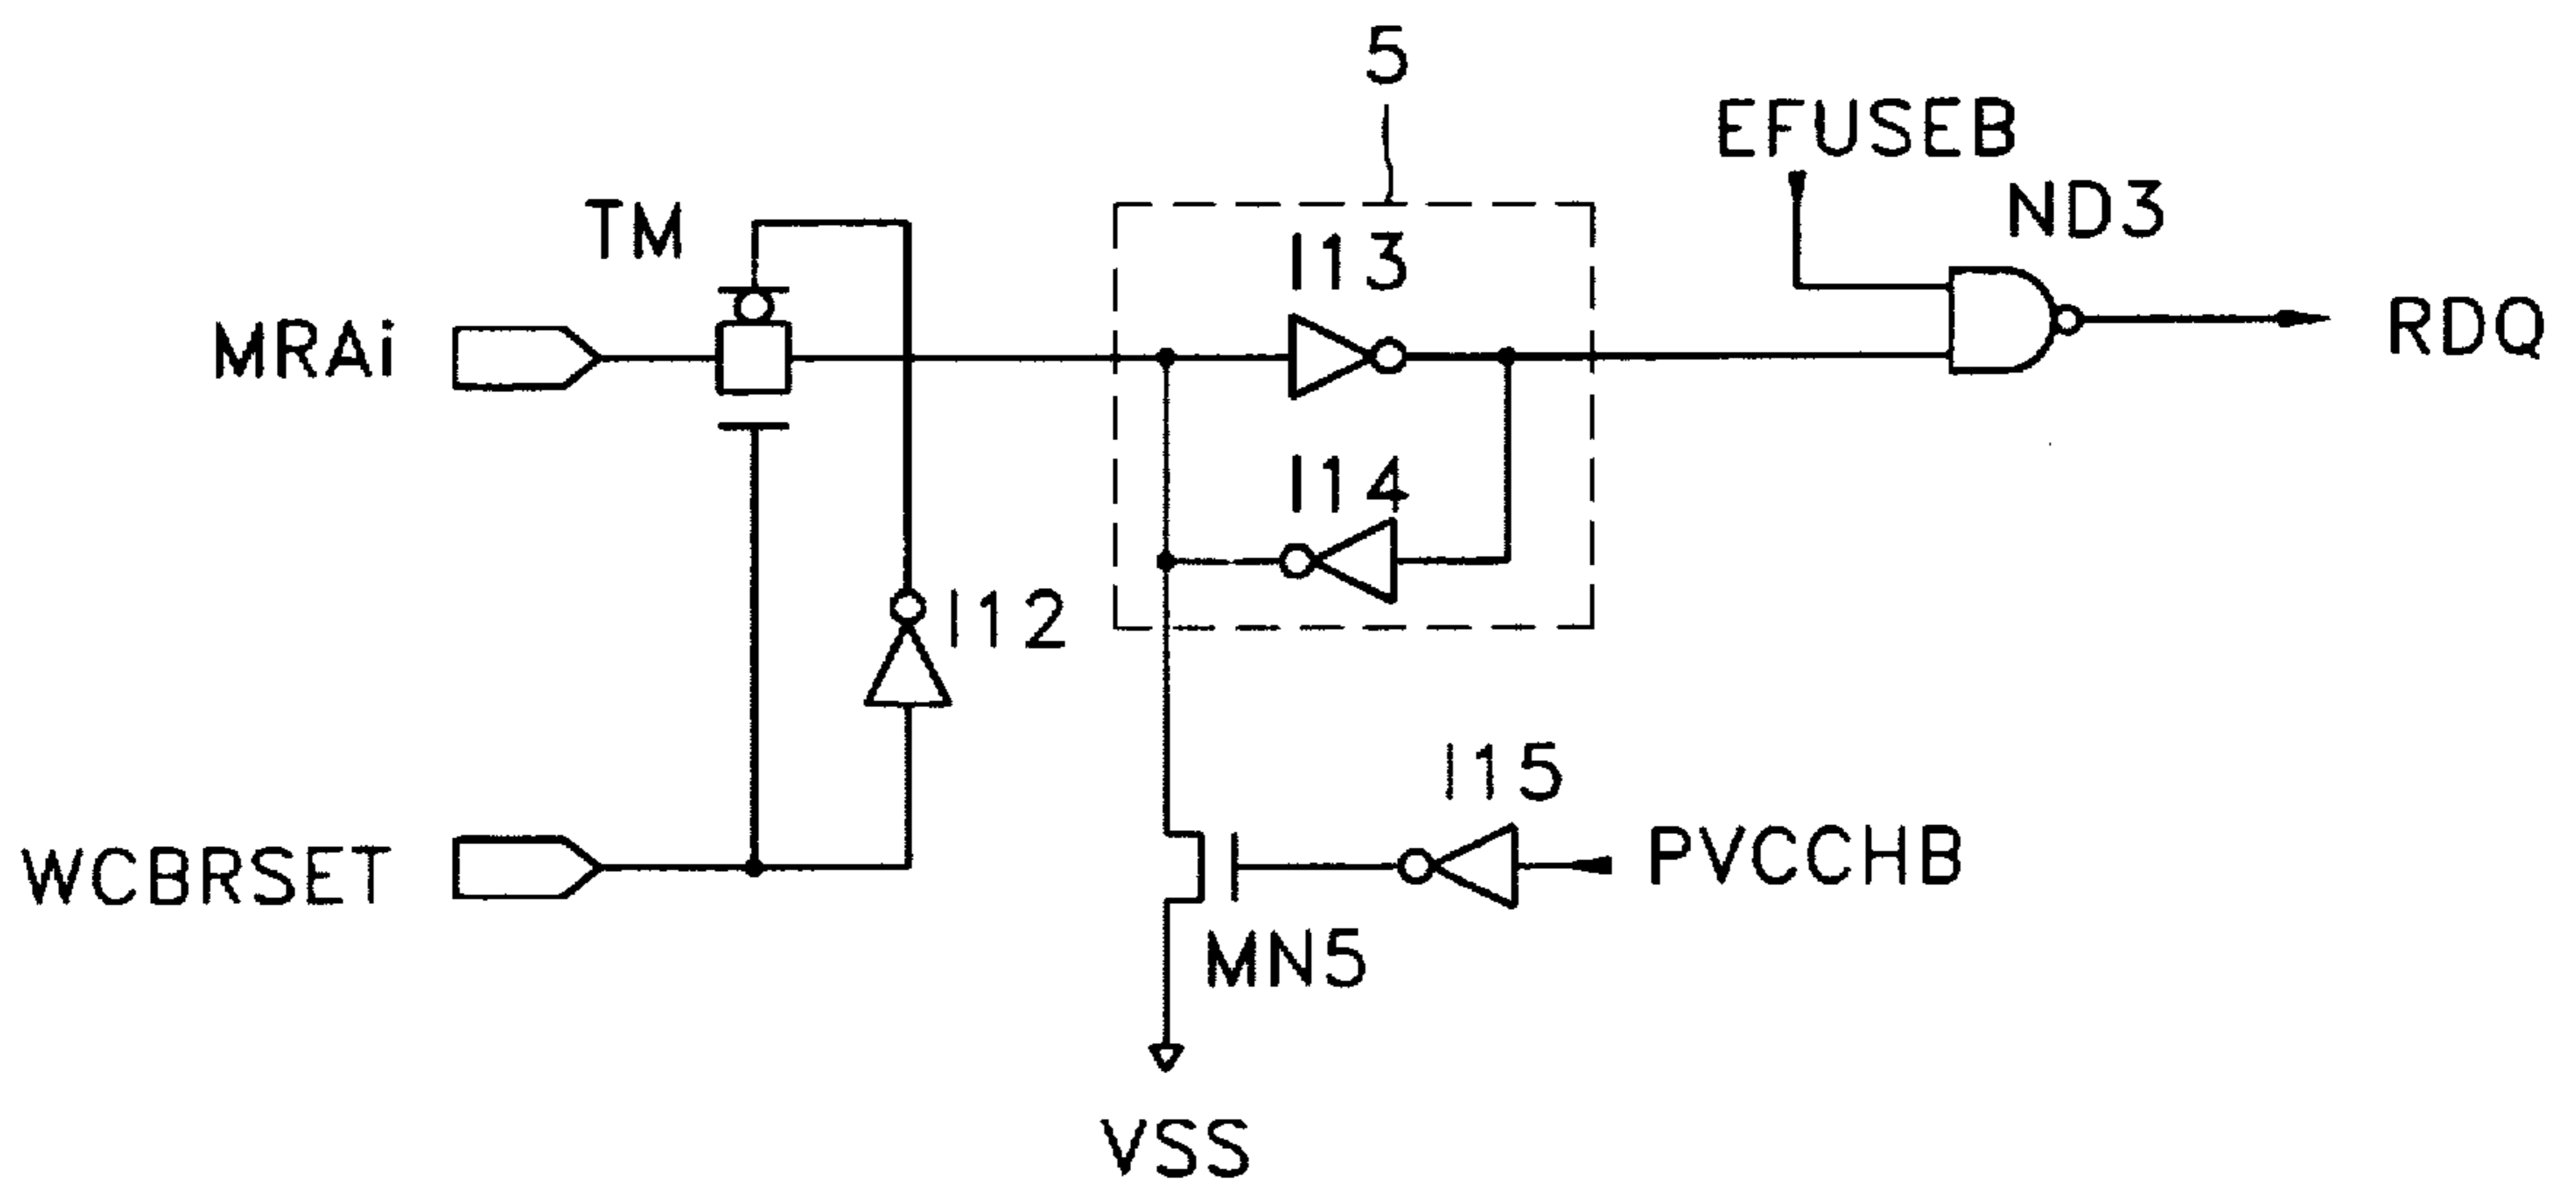 5
EFUSEB
ND3
TM
I13
MRAi
RDQ
I14
I12
I15
WCBRSET
PVCCHB
MN5
VSS